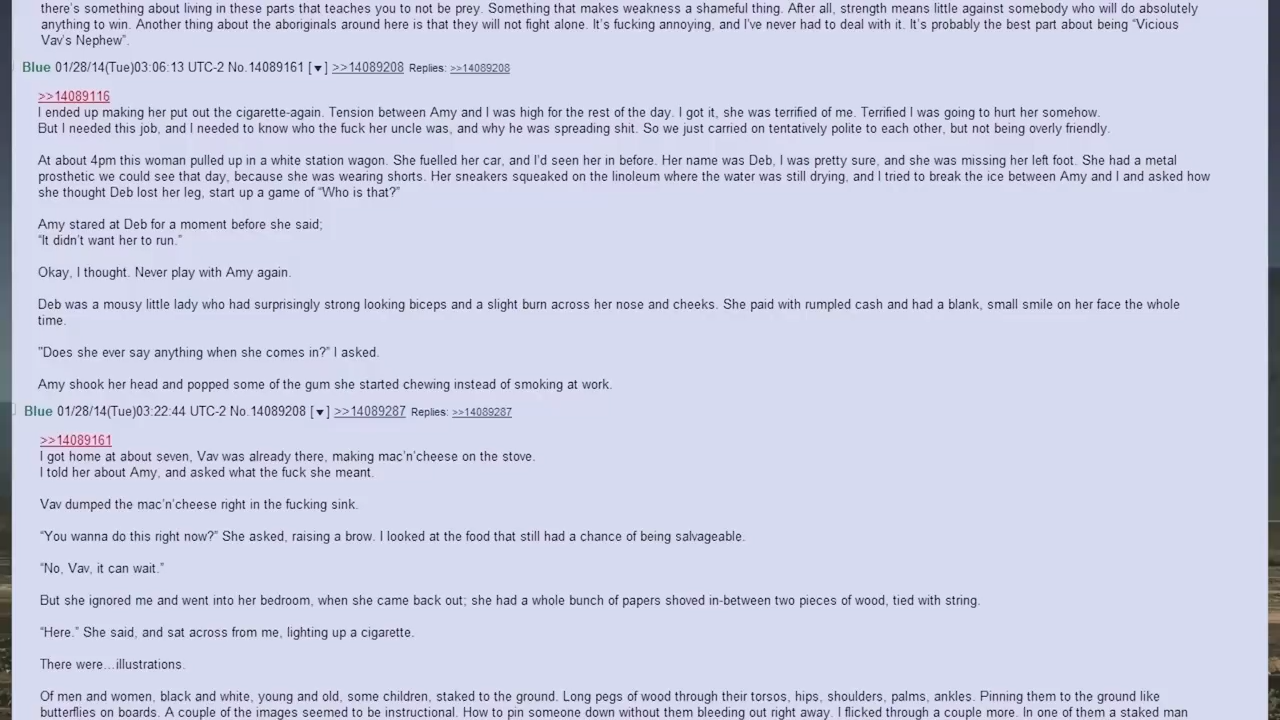 there's something about living in these parts that teaches you to not be prey. Something that makes weakness a shameful thing. After all, strength means little against somebody who will do absolutely
anything to win. Another thing about the aboriginals around here is that they will not fight alone. It's fucking annoying, and I've never had to deal with it. It's probably the best part about being “Vicious
Vav's Nephew”.
Blue 01/28/14(Tue)03:06:13 UTC-2 No.14089161 [▼] >>14089208 Replies: >>14089208
>>14089116
I ended up making her put out the cigarette-again. Tension between Amy and I was high for the rest of the day. I got it, she was terrified of me. Terrified I was going to hurt her somehow.
But I needed this job, and I needed to know who the fuck her uncle was, and why he was spreading shit. So we just carried on tentatively polite to each other, but not being overly friendly.
At about 4pm this woman pulled up in a white station wagon. She fuelled her car, and I'd seen her in before. Her name was Deb, I was pretty sure, and she was missing her left foot. She had a metal
prosthetic we could see that day, because she was wearing shorts. Her sneakers squeaked on the linoleum where the water was still drying, and I tried to break the ice between Amy and I and asked how
she thought Deb lost her leg, start up a game of “Who is that?”
Amy stared at Deb for a moment before she said;
“It didn't want her to run.”
Okay, I thought. Never play with Amy again.
Deb was a mousy little lady who had surprisingly strong looking biceps and a slight burn across her nose and cheeks. She paid with rumpled cash and had a blank, small smile on her face the whole
time.
"Does she ever say anything when she comes in?” I asked.
Amy shook her head and popped some of the gum she started chewing instead of smoking at work.
Blue 01/28/14(Tue)03:22:44 UTC-2 No.14089208 [▼] >>14089287 Replies: >>14089287
>>14089161
I got home at about seven, Vav was already there, making mac'n'cheese on the stove.
I told her about Amy, and asked what the fuck she meant.
Vav dumped the mac'n'cheese right in the fucking sink.
“You wanna do this right now?” She asked, raising a brow. I looked at the food that still had a chance of being salvageable.
“No, Vav, it can wait.”
But she ignored me and went into her bedroom, when she came back out; she had a whole bunch of papers shoved in-between two pieces of wood, tied with string.
“Here.” She said, and sat across from me, lighting up a cigarette.
There were…illustrations.
Of men and women, black and white, young and old, some children, staked to the ground. Long pegs of wood through their torsos, hips, shoulders, palms, ankles. Pinning them to the ground like
butterflies on boards. A couple of the images seemed to be instructional. How to pin someone down without them bleeding out right away. I flicked through a couple more. In one of them a staked man